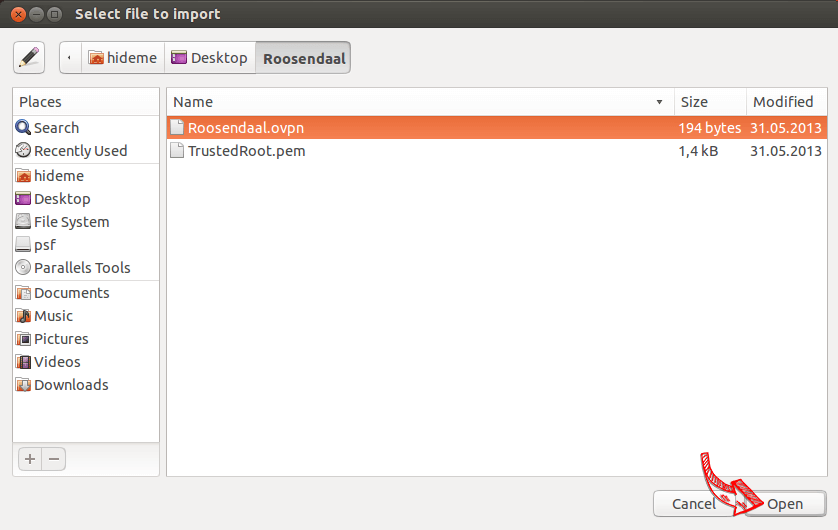 Select file to import
hideme Desktop Roosendaal
Places
Search
Recently Used
hideme
Desktop
File System
psf
Parallels Tools
Documents
Music
Pictures
Videos
Downloads
Name Size Modified
Roosendaal.ovpn 194 bytes 31.05.2013
TrustedRoot.pem 1,4 kB 31.05.2013
Cancel Open